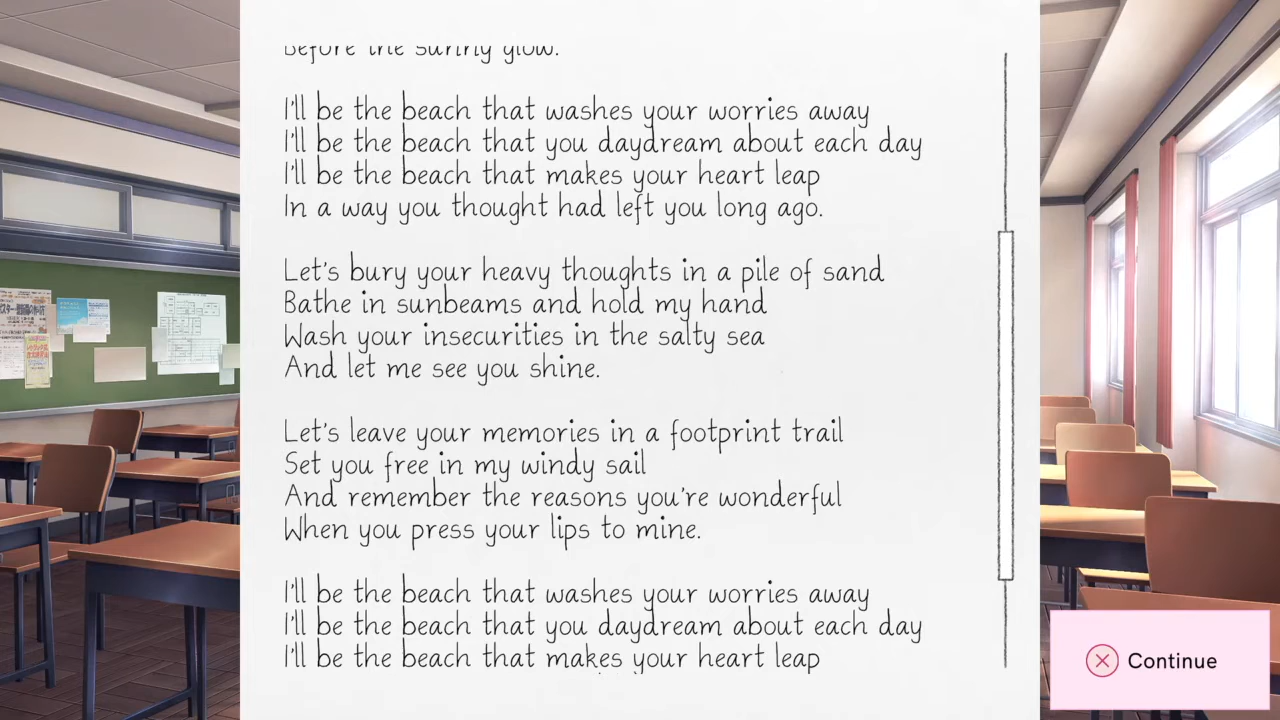 Before the sunny glow.
I'll be the beach that washes your worries away
I'll be the beach that you daydream about each day
I'll be the beach that makes your heart leap
In a way you thought had left you long ago.
Let's bury your heavy thoughts in a pile of sand
Bathe in sunbeams and hold my hand
Wash your insecurities in the salty sea
And let me see you shine.
Let's leave your memories in a footprint trail
Set you free in my windy sail
And remember the reasons you're wonderful
When you press your lips to mine.
I'll be the beach that washes your worries away
I'll be the beach that you daydream about each day
I'll be the beach that makes your heart leap
Continue